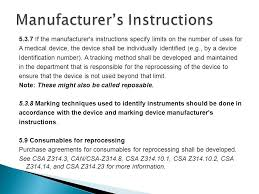 Manufacturer's Instructions
5.3.7 If the manufacturer's instructions specify limits on the number of uses for
A medical device, the device shall be individually identified (e.g., by a device
Identification number). A tracking method shall be developed and maintained
in the department that is responsible for the reprocessing of the device to
ensure that the device is not used beyond that limit.
Note: These might also be called reposable.
5.3.8 Marking techniques used to identify instruments should be done in
accordance with the device and marking device manufacturer's
instructions
5.9 Consumables for reprocessing
Purchase agreements for consumables for reprocessing shall be developed.
See CSA Z314.3, CAN/CSA-Z314.8, CSA Z314.10.1, CSA Z314.10.2, CSA
Z314.14, and CSA Z314.23 for more information.